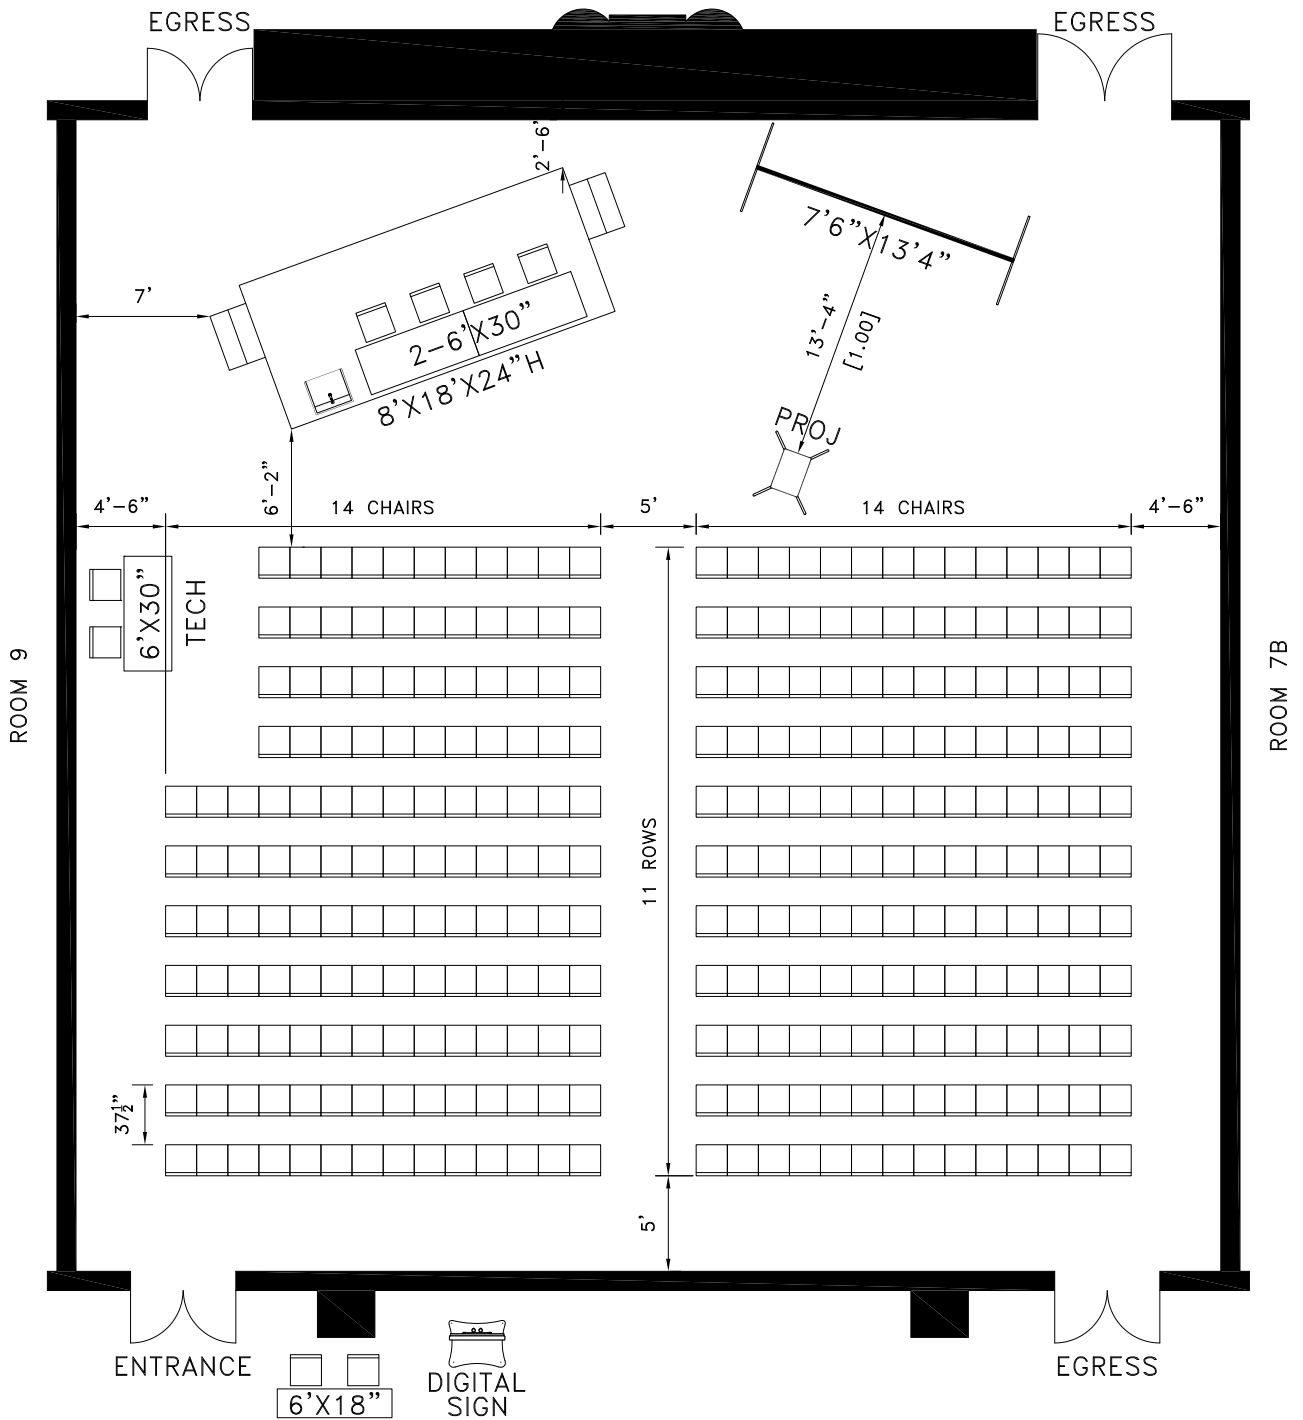 EGRESS
EGRESS
2'-6"
7'6"X13'4"
7'
13'-4"
[1.00]
2-6'X30"
8'X18'X24"H
PROJ
6'-2"
4'-6"
14 CHAIRS
5'
14 CHAIRS
4'-6"
6'X30"
TECH
ROOM 9
ROOM 7B
11 ROWS
37½"
5'
ENTRANCE
EGRESS
DIGITAL
SIGN
6'X18"